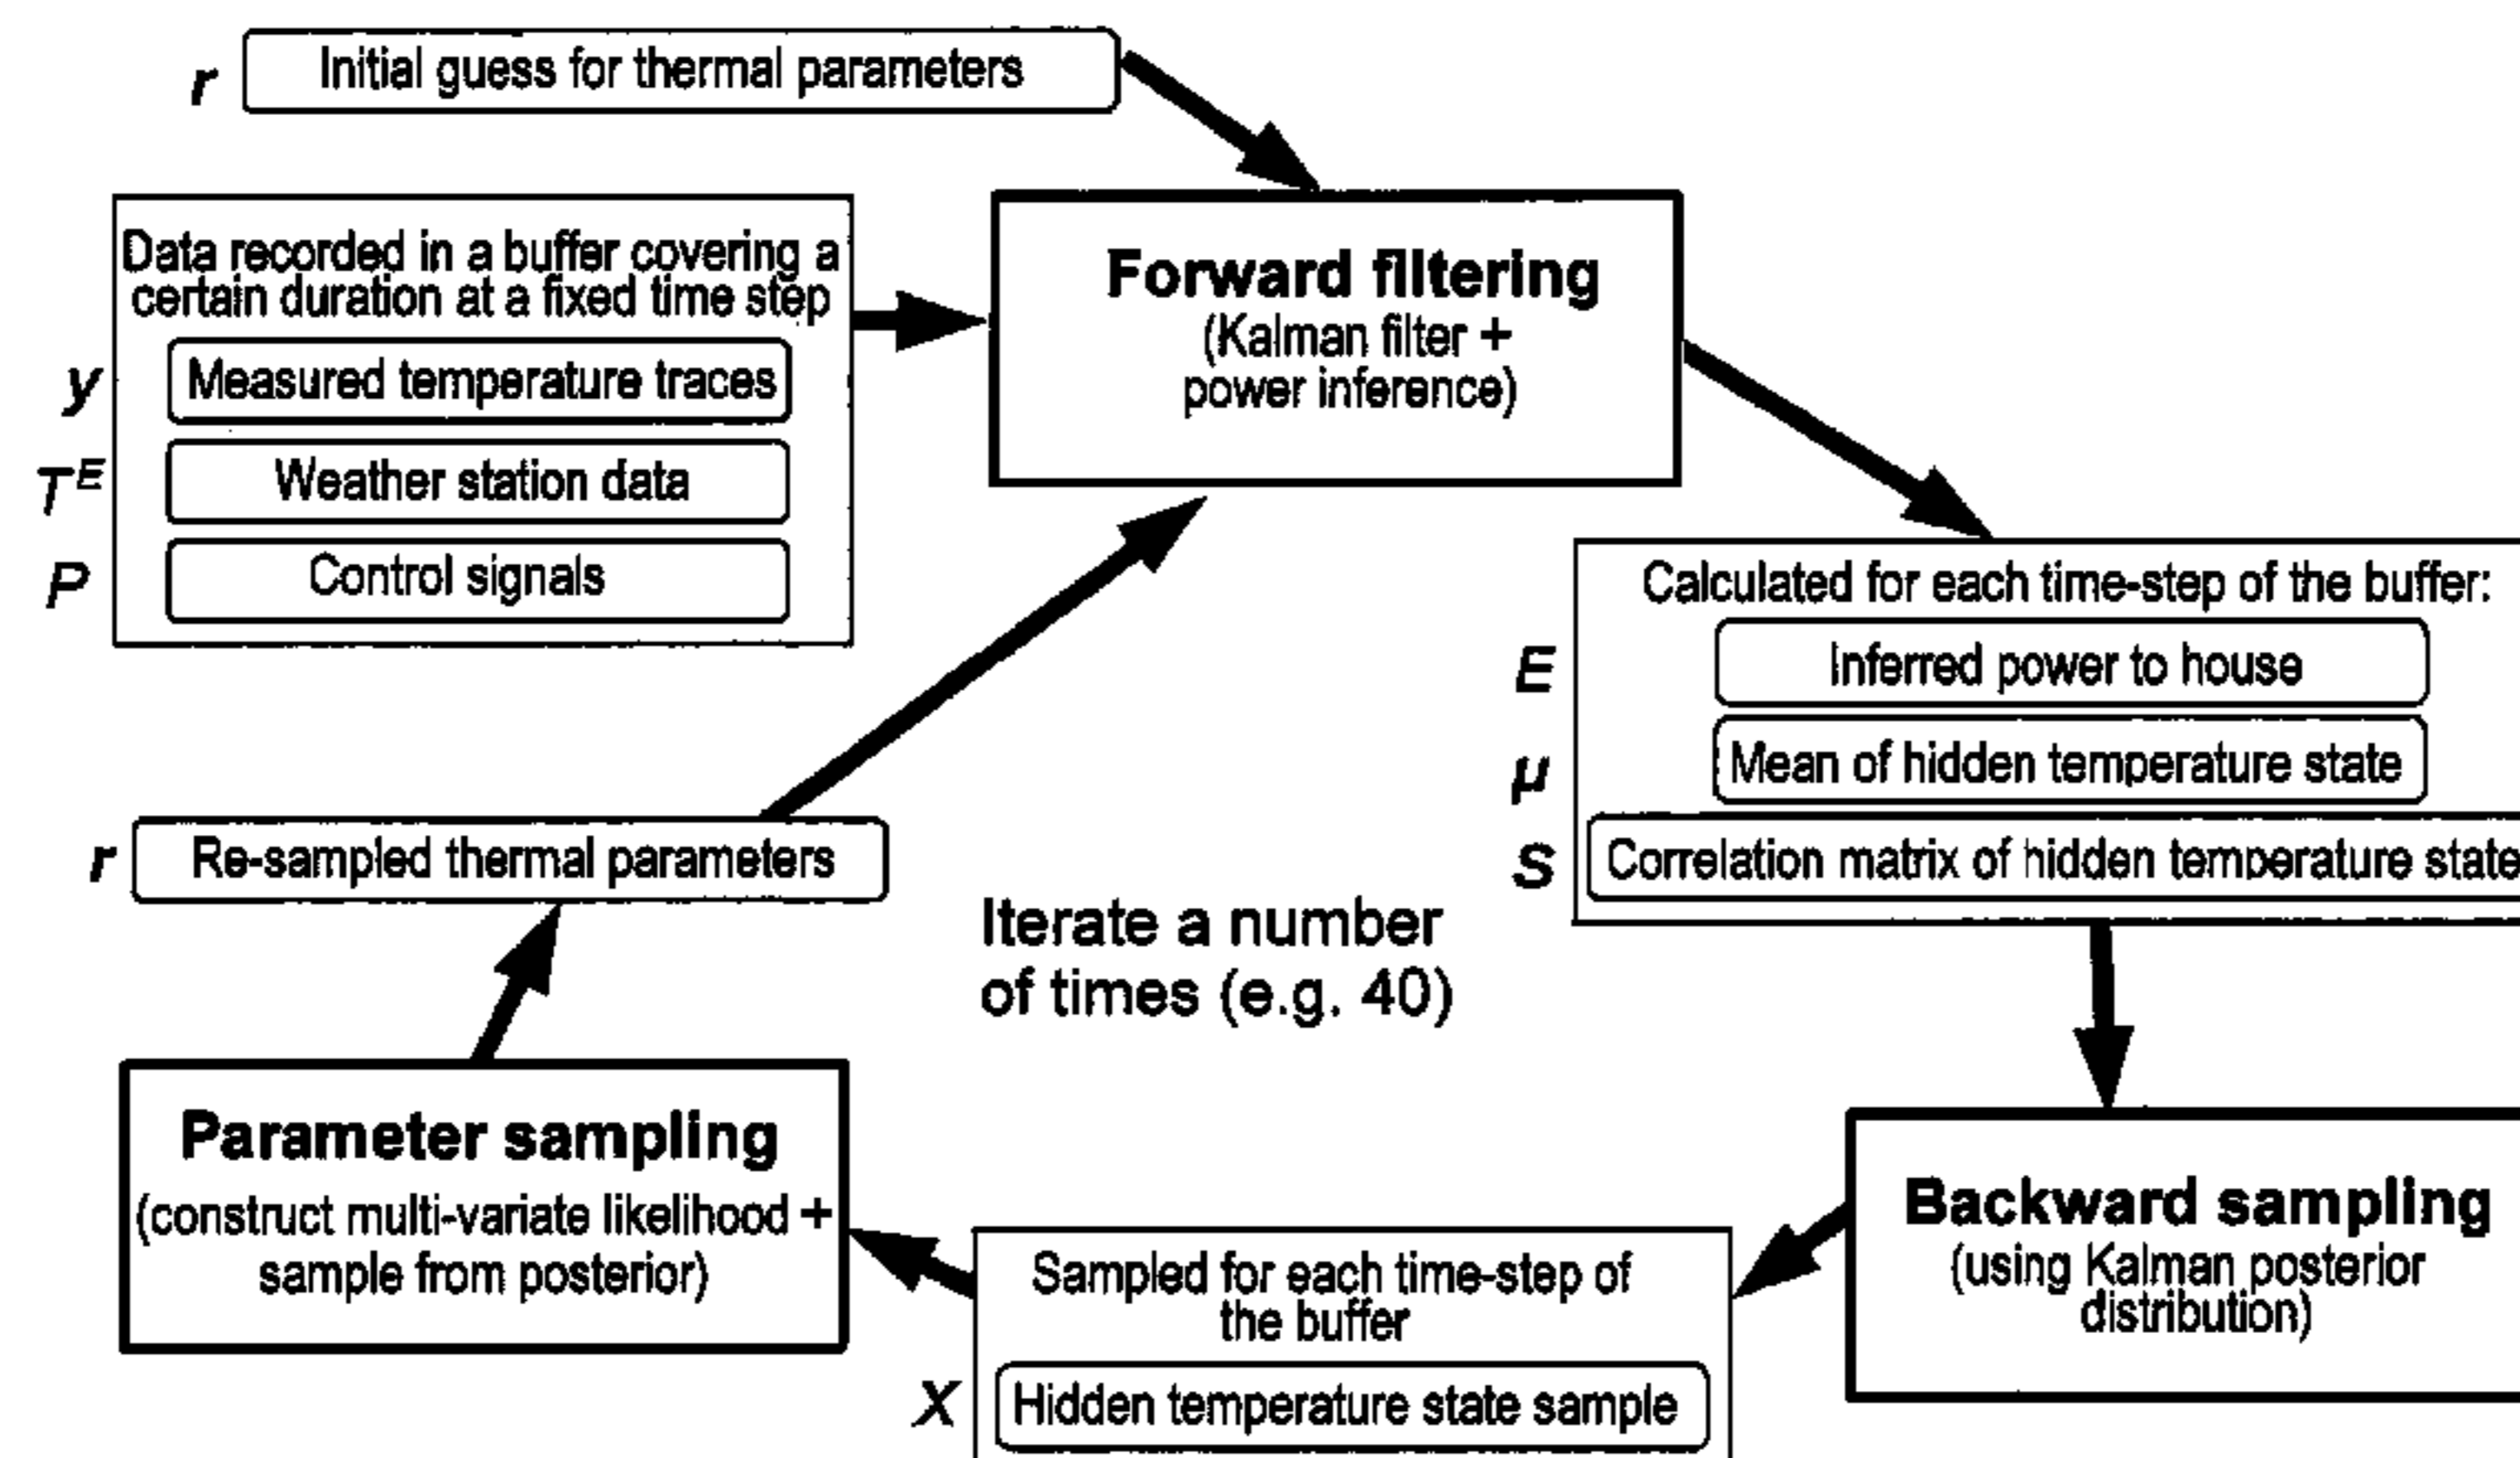 r Initial guess for thermal parameters
Data recorded in a buffer covering a
certain duration at a fixed time step
y Measured temperature traces
T^E Weather station data
P Control signals
Forward filtering
(Kalman filter +
power inference)
Calculated for each time-step of the buffer:
E Inferred power to house
μ Mean of hidden temperature state
S Correlation matrix of hidden temperature state
r Re-sampled thermal parameters
Iterate a number
of times (e.g. 40)
Parameter sampling
(construct multi-variate likelihood +
sample from posterior)
Backward sampling
(using Kalman posterior
distribution)
Sampled for each time-step of
the buffer
X Hidden temperature state sample